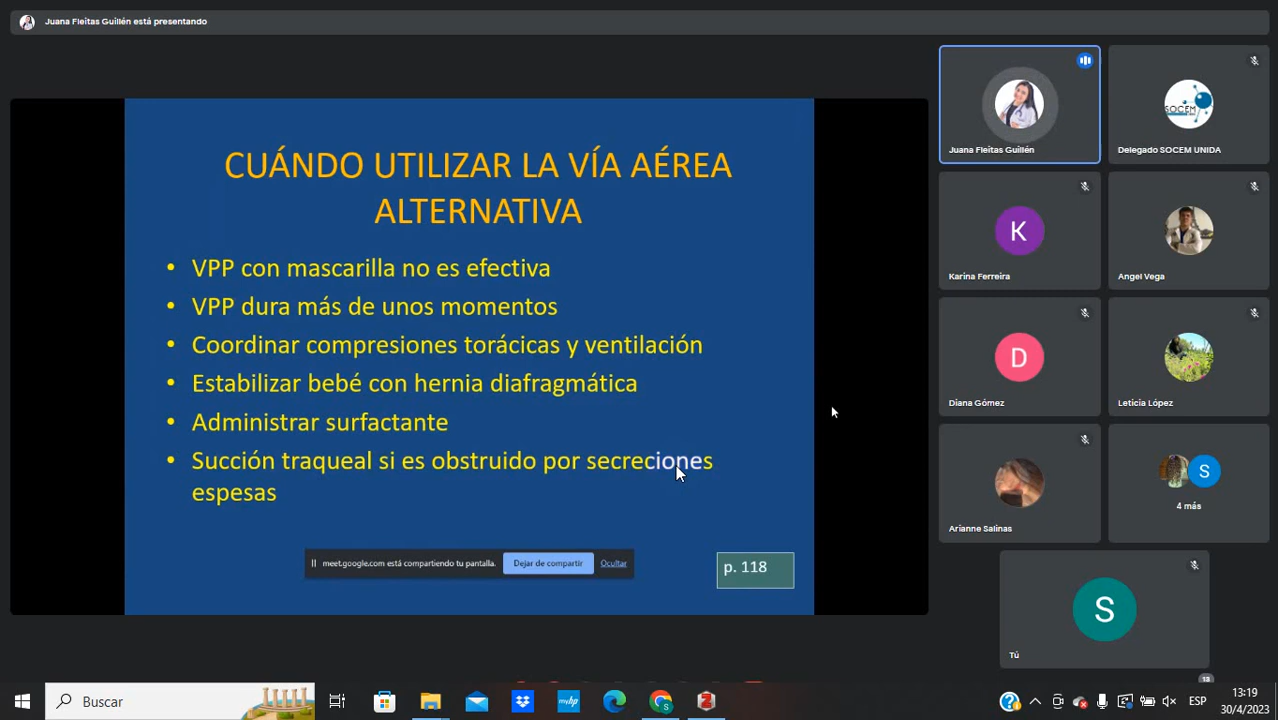 Juana Fleitas Guillén está presentando
CUÁNDO UTILIZAR LA VÍA AÉREA
ALTERNATIVA
• VPP con mascarilla no es efectiva
• VPP dura más de unos momentos
• Coordinar compresiones torácicas y ventilación
• Estabilizar bebé con hernia diafragmática
• Administrar surfactante
• Succión traqueal si es obstruido por secreciones
espesas
meet.google.com está compartiendo tu pantalla.
Dejar de compartir
Ocultar
p. 118
Juana Fleitas Guillén
SOCEM
Delegado SOCEM UNIDA
K
Karina Ferreira
Angel Vega
D
Diana Gómez
Leticia López
Arianne Salinas
S
4 más
S
Tú
13
Buscar
ESP
13:19
30/4/2023